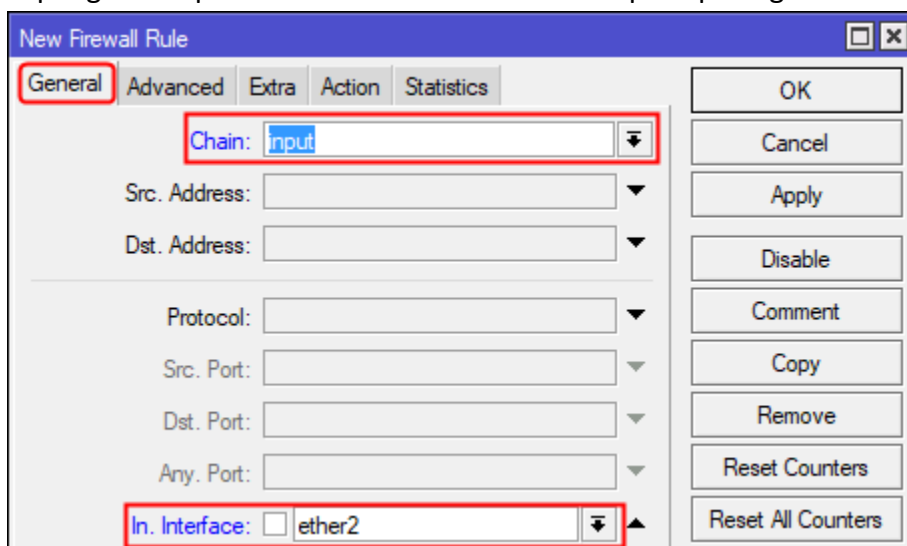 New Firewall Rule
General Advanced Extra Action Statistics
Chain: input
Src. Address:
Dst. Address:
Protocol:
Src. Port:
Dst. Port:
Any. Port:
In. Interface: ether2
OK
Cancel
Apply
Disable
Comment
Copy
Remove
Reset Counters
Reset All Counters